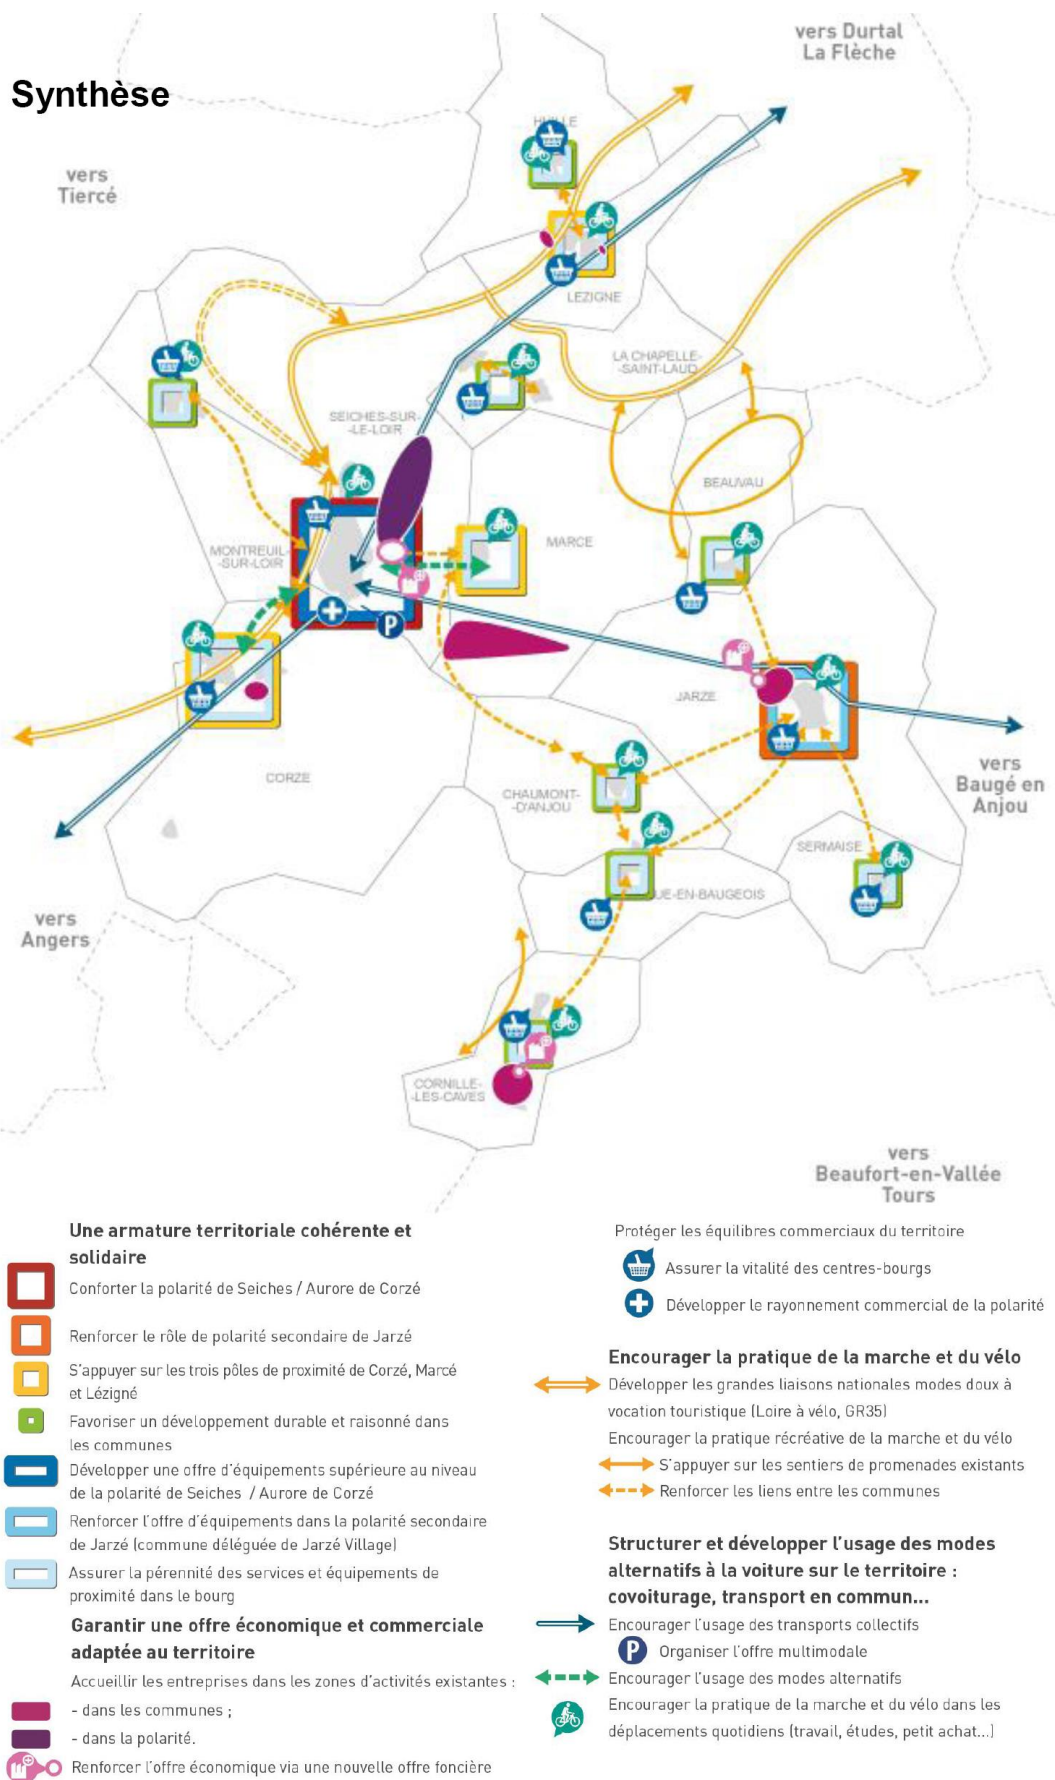 Synthèse
vers Durtal
La Flèche
vers
Tiercé
LEZIGNE
LA CHAPELLE-
-SAINT-LAUD
SEICHES-SUR-
-LE-LOIR
BEAUVAU
MARCE
MONTREUIL-
-SUR-LOIR
P
JARZE
CORZE
vers
Baugé en
Anjou
CHAUMONT-
-D'ANJOU
SERMAISE
UE-EN-BAUGEOIS
vers
Angers
CORNILLE-
-LES-CAVES
vers
Beaufort-en-Vallée
Tours
Une armature territoriale cohérente et
solidaire
Conforter la polarité de Seiches / Aurore de Corzé
Renforcer le rôle de polarité secondaire de Jarzé
S'appuyer sur les trois pôles de proximité de Corzé, Marcé
et Lézigné
Favoriser un développement durable et raisonné dans
les communes
Développer une offre d'équipements supérieure au niveau
de la polarité de Seiches / Aurore de Corzé
Renforcer l'offre d'équipements dans la polarité secondaire
de Jarzé (commune déléguée de Jarzé Village)
Assurer la pérennité des services et équipements de
proximité dans le bourg
Garantir une offre économique et commerciale
adaptée au territoire
Accueillir les entreprises dans les zones d'activités existantes :
- dans les communes ;
- dans la polarité.
Renforcer l'offre économique via une nouvelle offre foncière
Protéger les équilibres commerciaux du territoire
Assurer la vitalité des centres-bourgs
Développer le rayonnement commercial de la polarité
Encourager la pratique de la marche et du vélo
Développer les grandes liaisons nationales modes doux à
vocation touristique (Loire à vélo, GR35)
Encourager la pratique récréative de la marche et du vélo
S'appuyer sur les sentiers de promenades existants
Renforcer les liens entre les communes
Structurer et développer l'usage des modes
alternatifs à la voiture sur le territoire :
covoiturage, transport en commun...
Encourager l'usage des transports collectifs
P Organiser l'offre multimodale
Encourager l'usage des modes alternatifs
Encourager la pratique de la marche et du vélo dans les
déplacements quotidiens (travail, études, petit achat...)